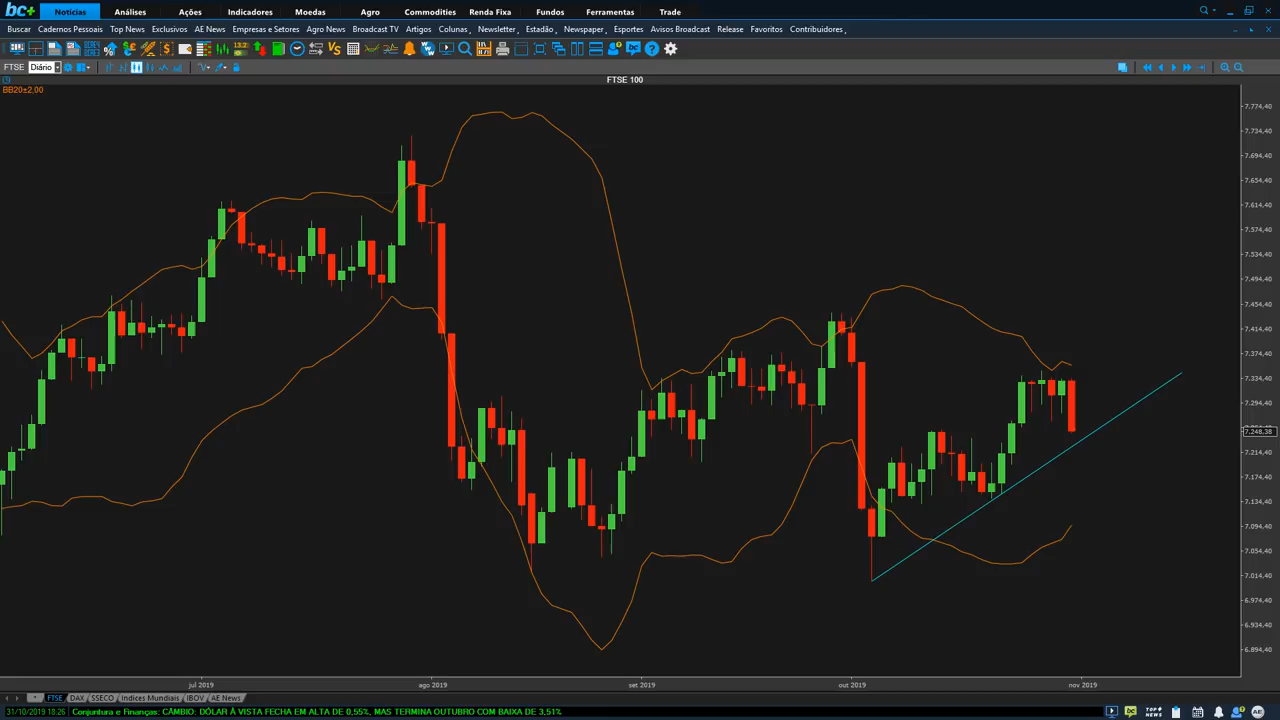 bc+ Notícias Análises Ações Indicadores Moedas Agro Commodities Renda Fixa Fundos Ferramentas Trade
Buscar Cadernos Pessoais Top News Exclusivos AE News Empresas e Setores Agro News Broadcast TV Artigos Colunas Newsletter Estadão Newspaper Esportes Avisos Broadcast Release Favoritos Contribuidores
FTSE Diário
FTSE 100
BB20±2,00
7.774,40
7.734,40
7.694,40
7.654,40
7.614,40
7.574,40
7.534,40
7.494,40
7.454,40
7.414,40
7.374,40
7.334,40
7.294,40
7.248,38
7.214,40
7.174,40
7.134,40
7.094,40
7.054,40
7.014,40
6.974,40
6.934,40
6.894,40
jul 2019 ago 2019 set 2019 out 2019 nov 2019
FTSE DAX SSECO Indices Mundiais IBOV AE News
31/10/2019 18:26 Conjuntura e Finanças: CÂMBIO: DÓLAR À VISTA FECHA EM ALTA DE 0,55%, MAS TERMINA OUTUBRO COM BAIXA DE 3,51%